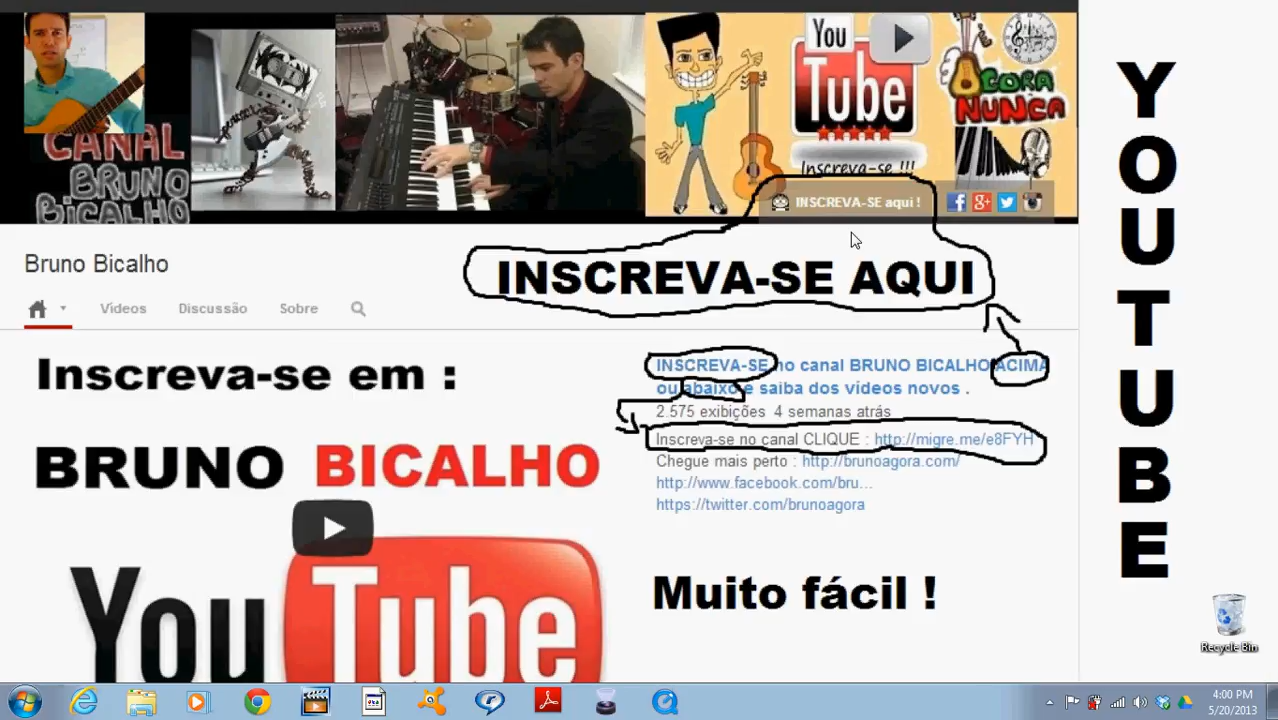 CANAL
BRUNO
BICALHO
You
Tube
Inscreva-se !!!
AGORA
É
NUNCA
INSCREVA-SE aqui !
Bruno Bicalho
INSCREVA-SE AQUI
Vídeos Discussão Sobre
Inscreva-se em :
BRUNO BICALHO
YouTube
INSCREVA-SE no canal BRUNO BICALHO ACIMA
ou abaixo e saiba dos vídeos novos .
2.575 exibições 4 semanas atrás
Inscreva-se no canal CLIQUE : http://migre.me/e8FYH
Chegue mais perto : http://brunoagora.com/
http://www.facebook.com/bru...
https://twitter.com/brunoagora
Muito fácil !
YOUTUBE
Recycle Bin
4:00 PM
5/20/2013